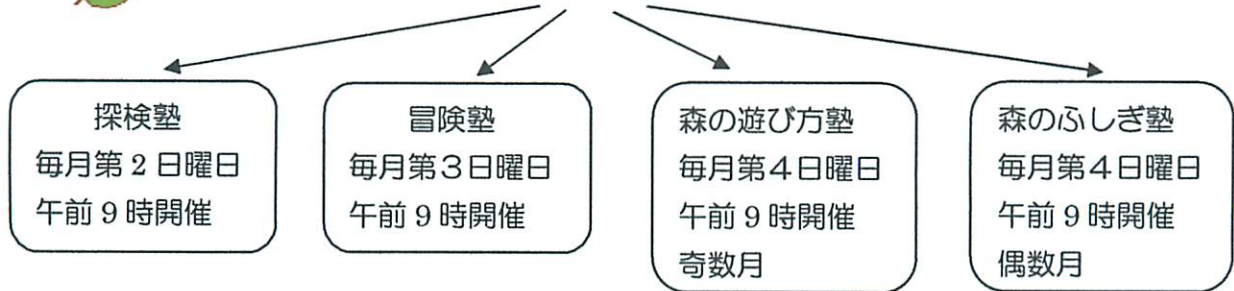 探検塾
毎月第2日曜日
午前9時開催
冒険塾
毎月第3日曜日
午前9時開催
森の遊び方塾
毎月第4日曜日
午前9時開催
奇数月
森のふしぎ塾
毎月第4日曜日
午前9時開催
偶数月